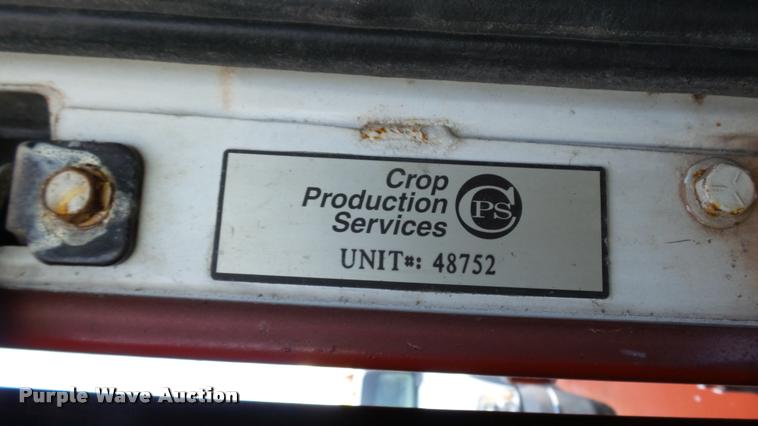 Crop
Production
Services
CPS
UNIT#: 48752
Purple Wave Auction